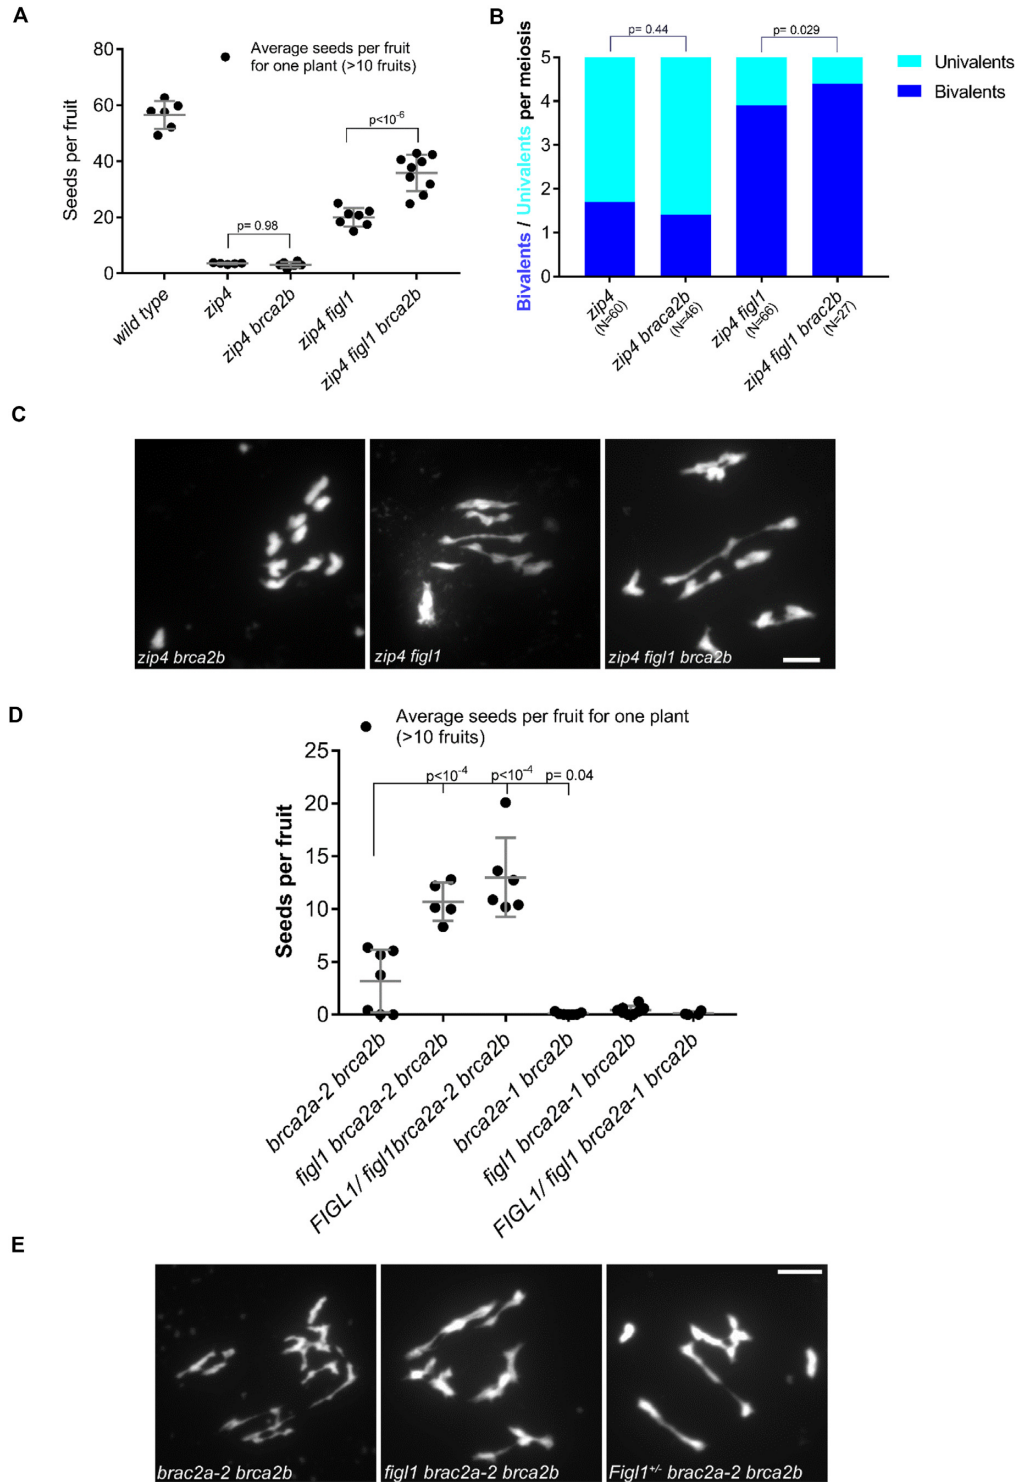 A
Average seeds per fruit
for one plant (>10 fruits)
Seeds per fruit
80
60
40
20
0
p= 0.98
p<10-6
wild type
zip4
zip4 brca2b
zip4 figl1
zip4 figl1 brca2b
B
p= 0.44
p= 0.029
Univalents
Bivalents
Bivalents / Univalents per meiosis
5
4
3
2
1
0
zip4
(N=60)
zip4 braca2b
(N=46)
zip4 figl1
(N=66)
zip4 figl1 brac2b
(N=27)
C
zip4 brca2b
zip4 figl1
zip4 figl1 brca2b
D
Average seeds per fruit for one plant
(>10 fruits)
Seeds per fruit
25
20
15
10
5
0
p<10-4
p<10-4
p= 0.04
brca2a-2 brca2b
figl1 brca2a-2 brca2b
FIGL1/ figl1brca2a-2 brca2b
brca2a-1 brca2b
figl1 brca2a-1 brca2b
FIGL1/ figl1 brca2a-1 brca2b
E
brac2a-2 brca2b
figl1 brac2a-2 brca2b
Figl1+/- brac2a-2 brca2b